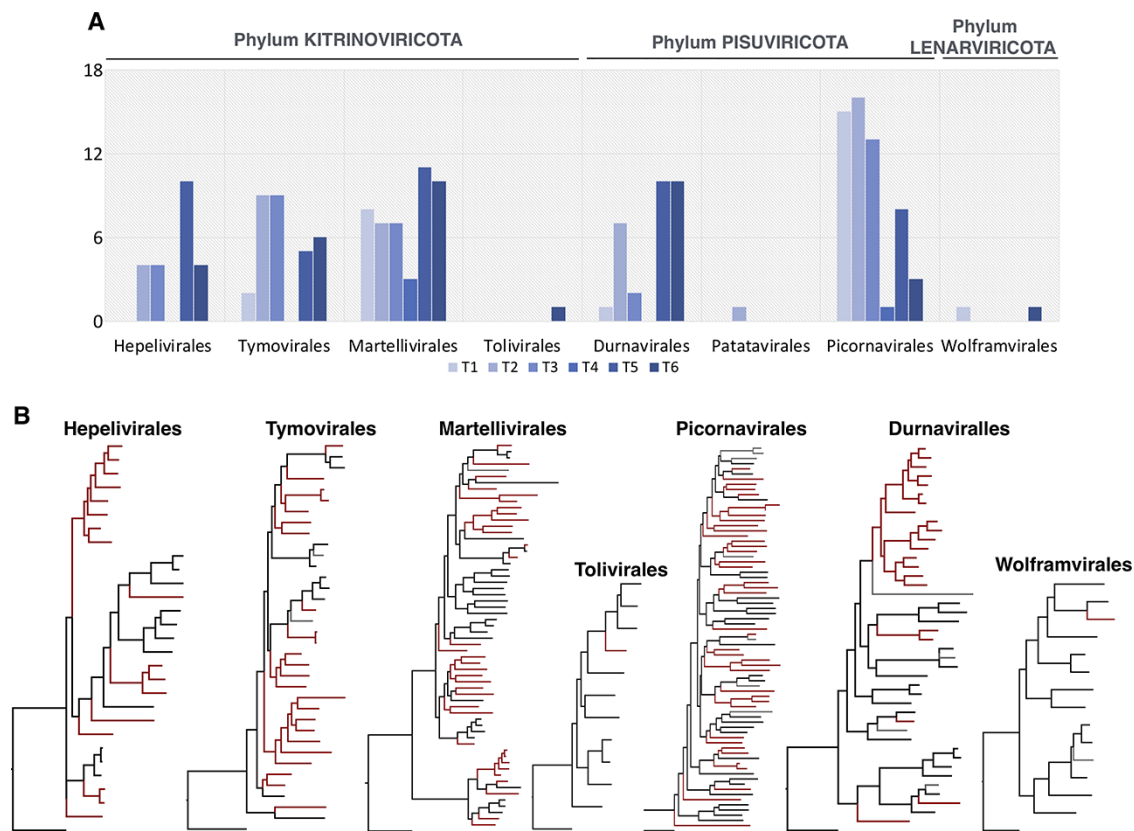 A
Phylum KITRINOVIRICOTA
Phylum PISUVIRICOTA
Phylum
LENARVIRICOTA
18
12
6
0
Hepelivirales Tymovirales Martellivirales Tolivirales Durnavirales Patatavirales Picornavirales Wolframvirales
T1 T2 T3 T4 T5 T6
B
Hepelivirales Tymovirales Martellivirales Picornavirales Durnaviralles
Tolivirales Wolframvirales